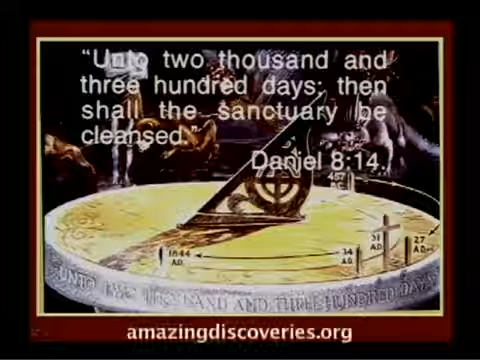 “Unto two thousand and
three hundred days; then
shall the sanctuary be
cleansed.”
Daniel 8:14.
457
B.C.
31
A.D.
27
A.D.
34
A.D.
1844
A.D.
UNTO TWO THOUSAND AND THREE HUNDRED DAYS
amazingdiscoveries.org